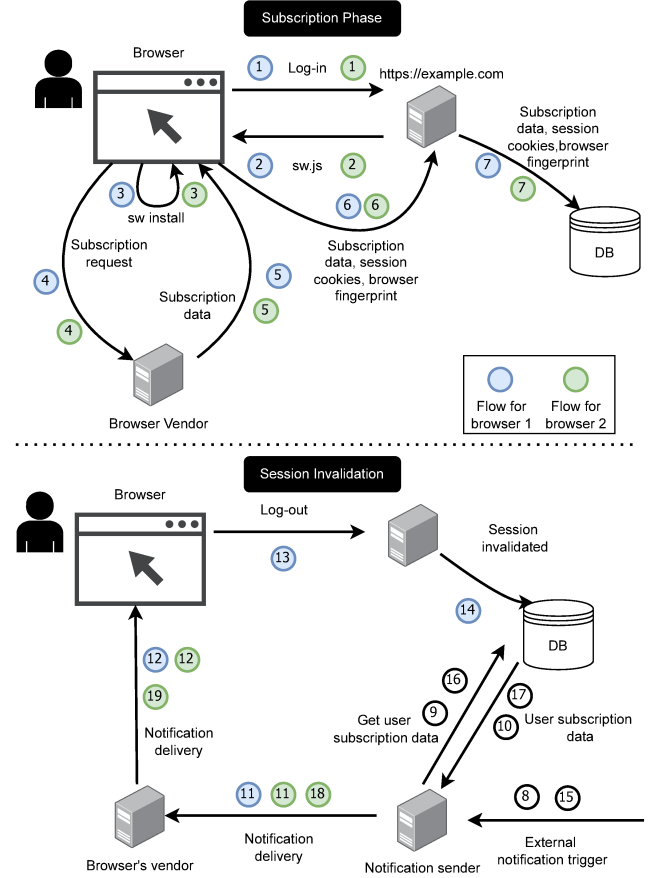 Subscription Phase
Browser
1 Log-in 1
https://example.com
2 sw.js 2
3 3
sw install
6 6
7
7
Subscription
data, session
cookies,browser
fingerprint
DB
Subscription
request
4
4
Subscription
data
5
5
Subscription
data, session
cookies, browser
fingerprint
Browser Vendor
Flow for
browser 1
Flow for
browser 2
Session Invalidation
Browser
Log-out
13
Session
invalidated
14
DB
12 12
19
Notification
delivery
16
9
Get user
subscription data
17
10
User subscription
data
11 11 18
Notification
delivery
Browser's vendor
Notification sender
8 15
External
notification trigger